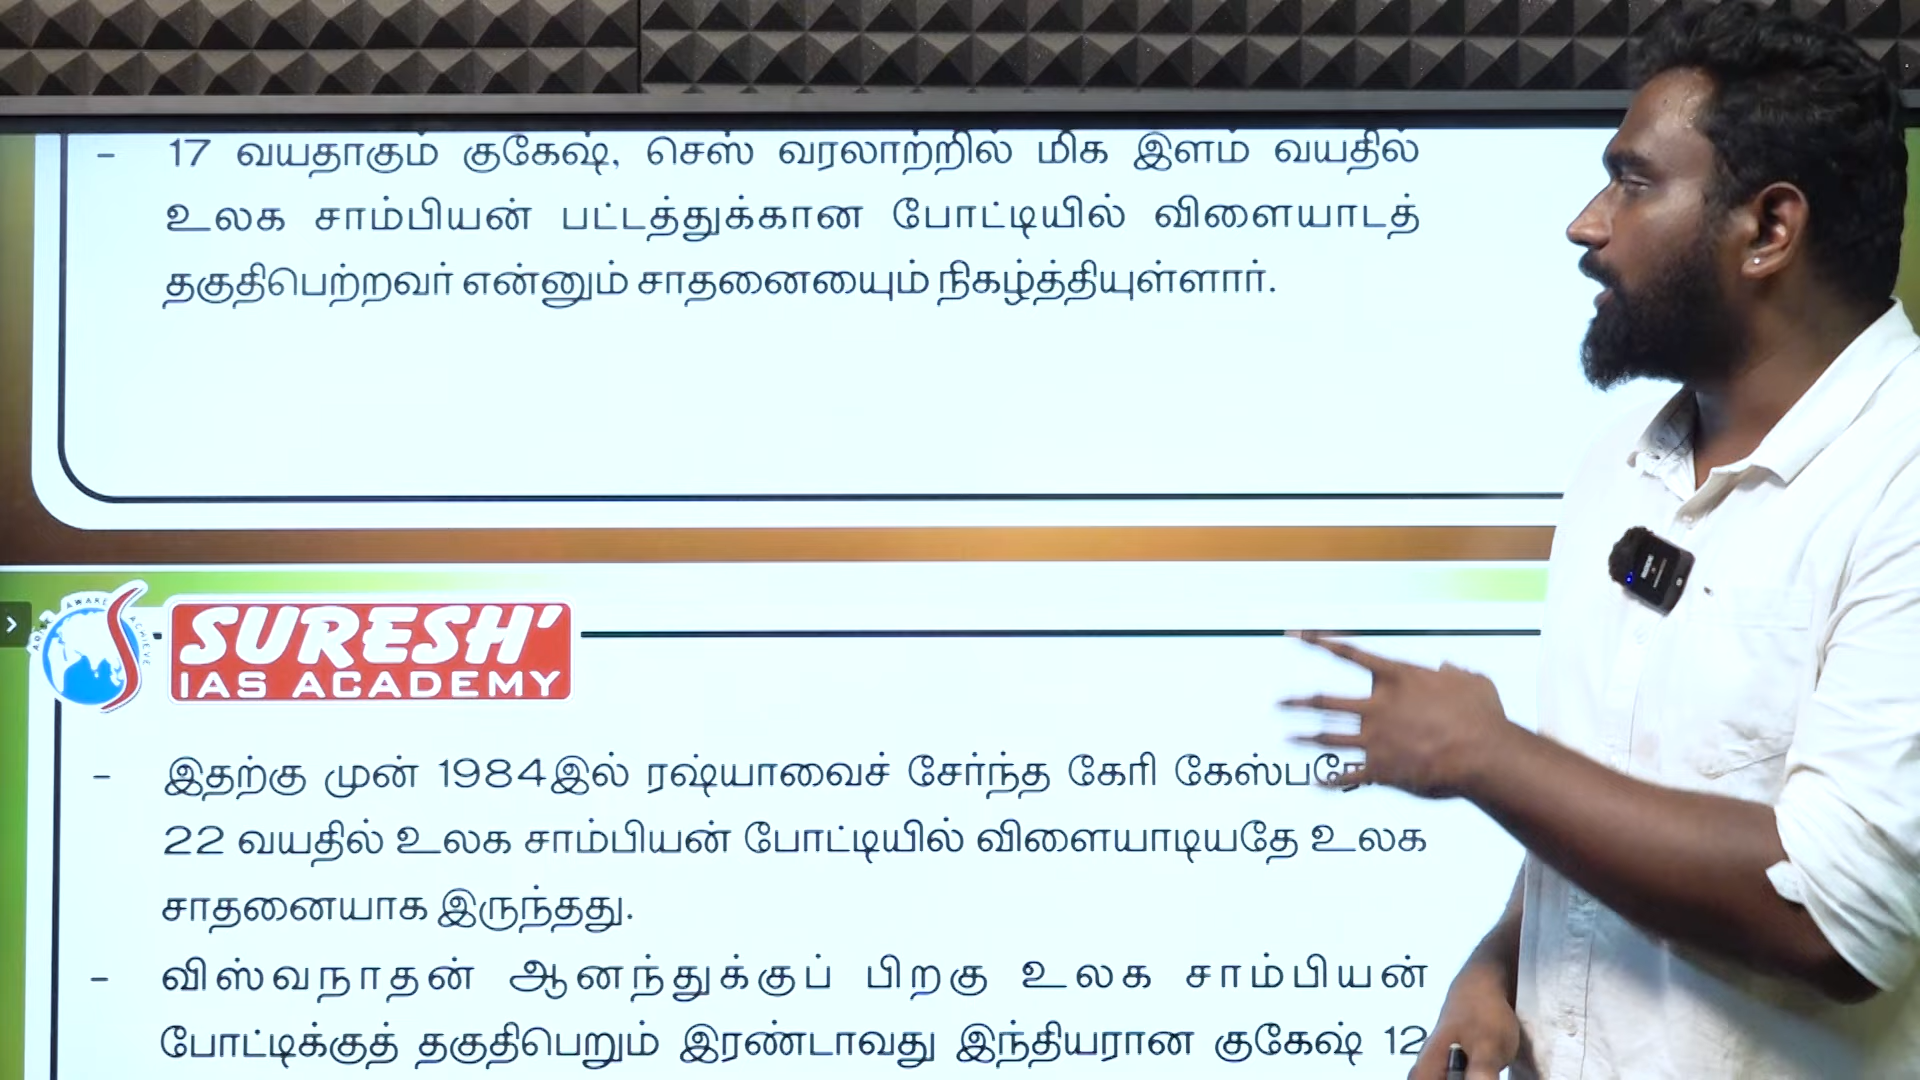 - 17 வயதாகும் குகேஷ், செஸ் வரலாற்றில் மிக இளம் வயதில்
உலக சாம்பியன் பட்டத்துக்கான போட்டியில் விளையாடத்
தகுதிபெற்றவர் என்னும் சாதனையையும் நிகழ்த்தியுள்ளார்.
AWAKE ACHIEVE
SURESH'
IAS ACADEMY
- இதற்கு முன் 1984இல் ரஷ்யாவைச் சேர்ந்த கேரி
22 வயதில் உலக சாம்பியன் போட்டியில் விளையாடியதே உலக
சாதனையாக இருந்தது.
- விஸ்வநாதன் ஆனந்துக்குப் பிறகு உலக சாம்பியன்
போட்டிக்குத் தகுதிபெறும் இரண்டாவது இந்தியரான குகேஷ் 12